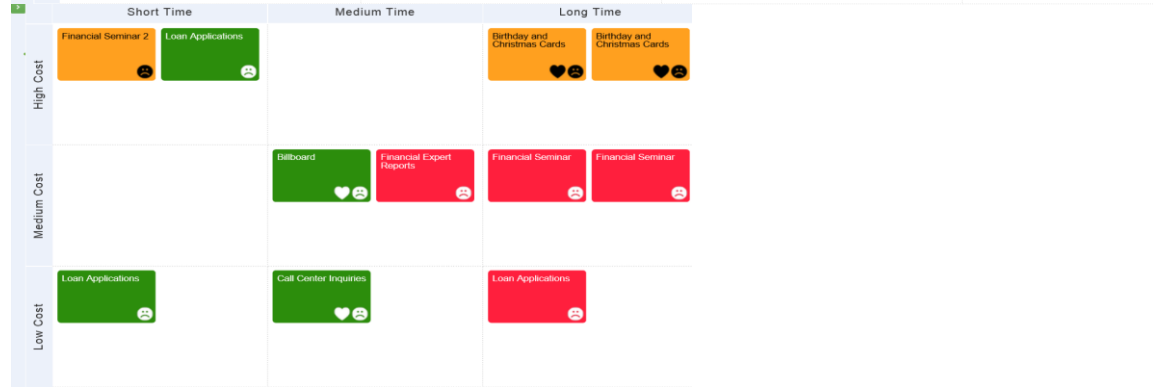 Short Time
Medium Time
Long Time
High Cost
Financial Seminar 2
Loan Applications
Birthday and
Christmas Cards
Birthday and
Christmas Cards
Medium Cost
Billboard
Financial Expert
Reports
Financial Seminar
Financial Seminar
Low Cost
Loan Applications
Call Center Inquiries
Loan Applications